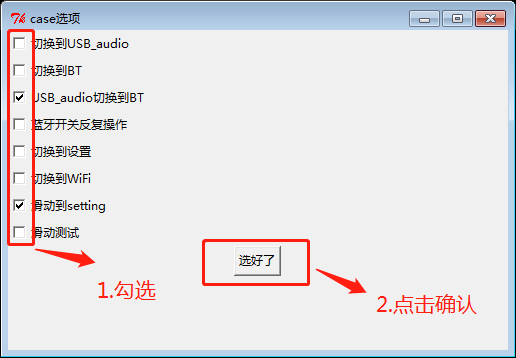 case选项
切换到USB_audio
切换到BT
USB_audio切换到BT
蓝牙开关反复操作
切换到设置
切换到WiFi
滑动到setting
滑动测试
选好了
1.勾选
2.点击确认